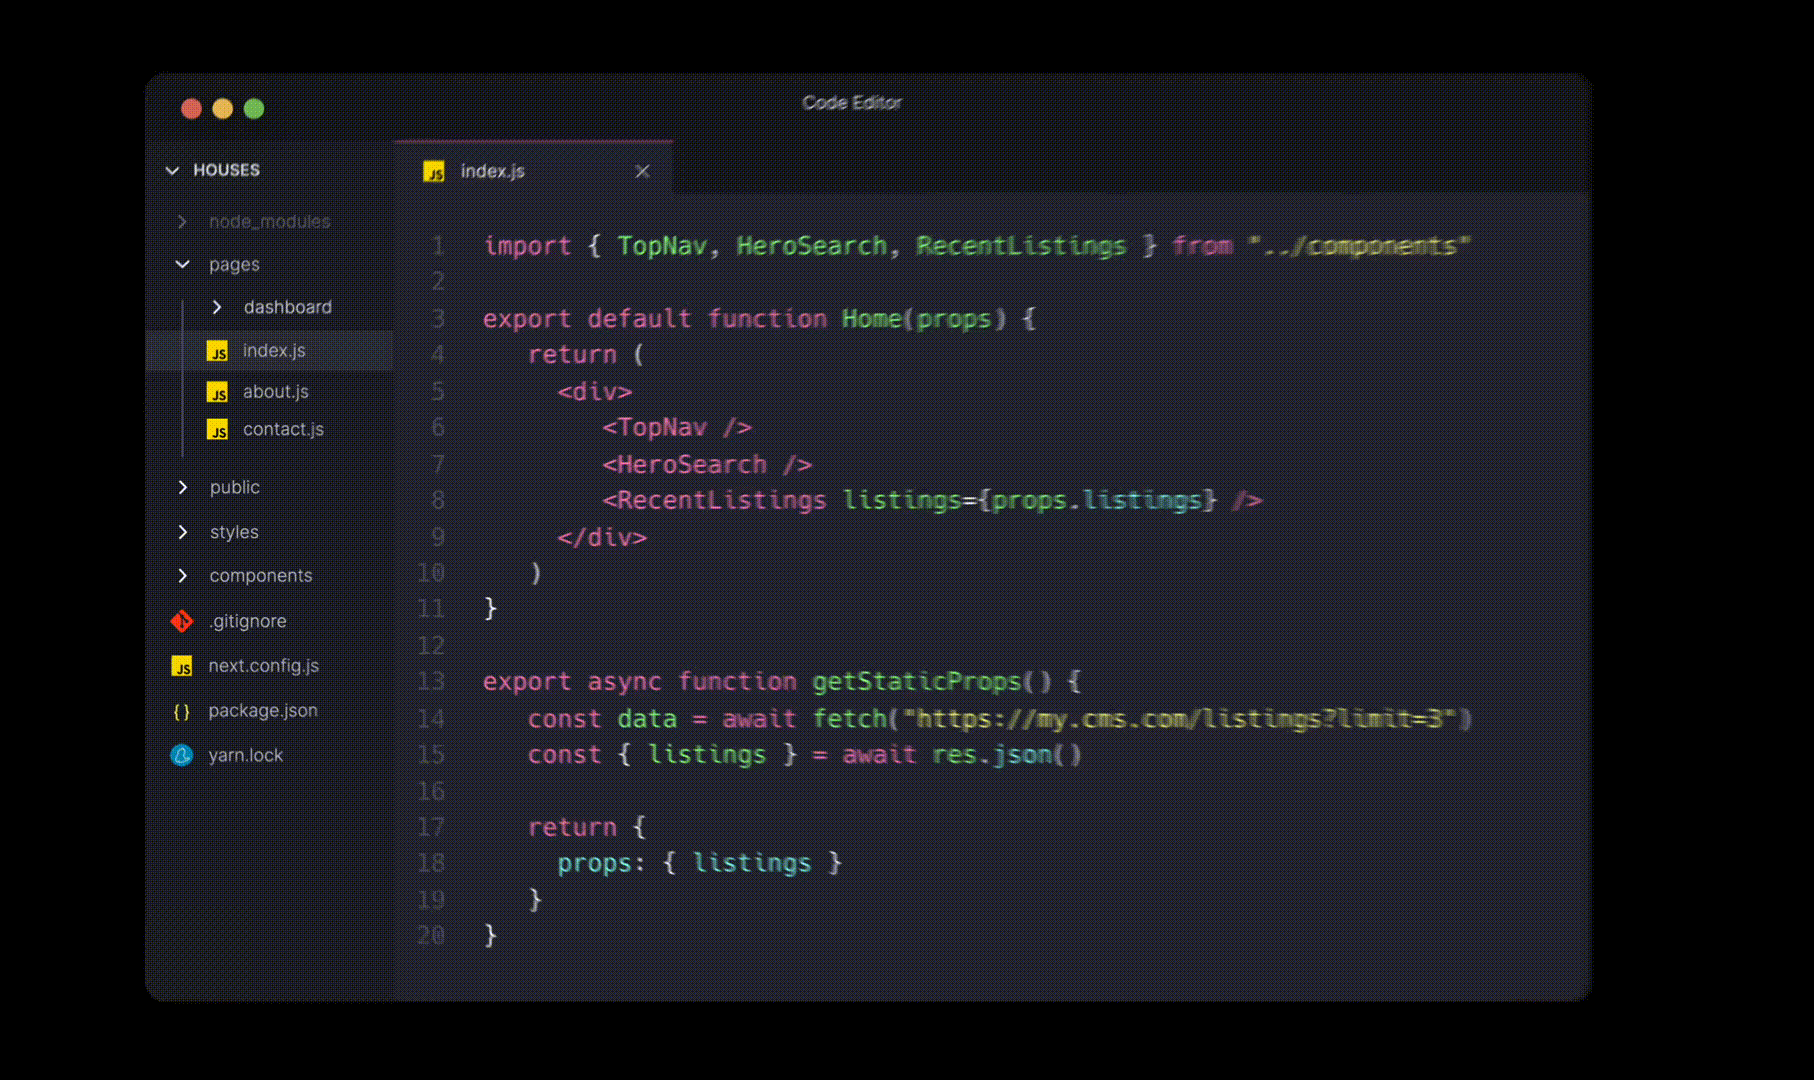 Code Editor
HOUSES
node_modules
pages
dashboard
JS index.js
JS about.js
JS contact.js
public
styles
components
.gitignore
JS next.config.js
{} package.json
yarn.lock
JS index.js
1 import { TopNav, HeroSearch, RecentListings } from "../components"
2
3 export default function Home(props) {
4 return (
5 <div>
6 <TopNav />
7 <HeroSearch />
8 <RecentListings listings={props.listings} />
9 </div>
10 )
11 }
12
13 export async function getStaticProps() {
14 const data = await fetch("https://my.cms.com/listings?limit=3")
15 const { listings } = await res.json()
16
17 return {
18 props: { listings }
19 }
20 }